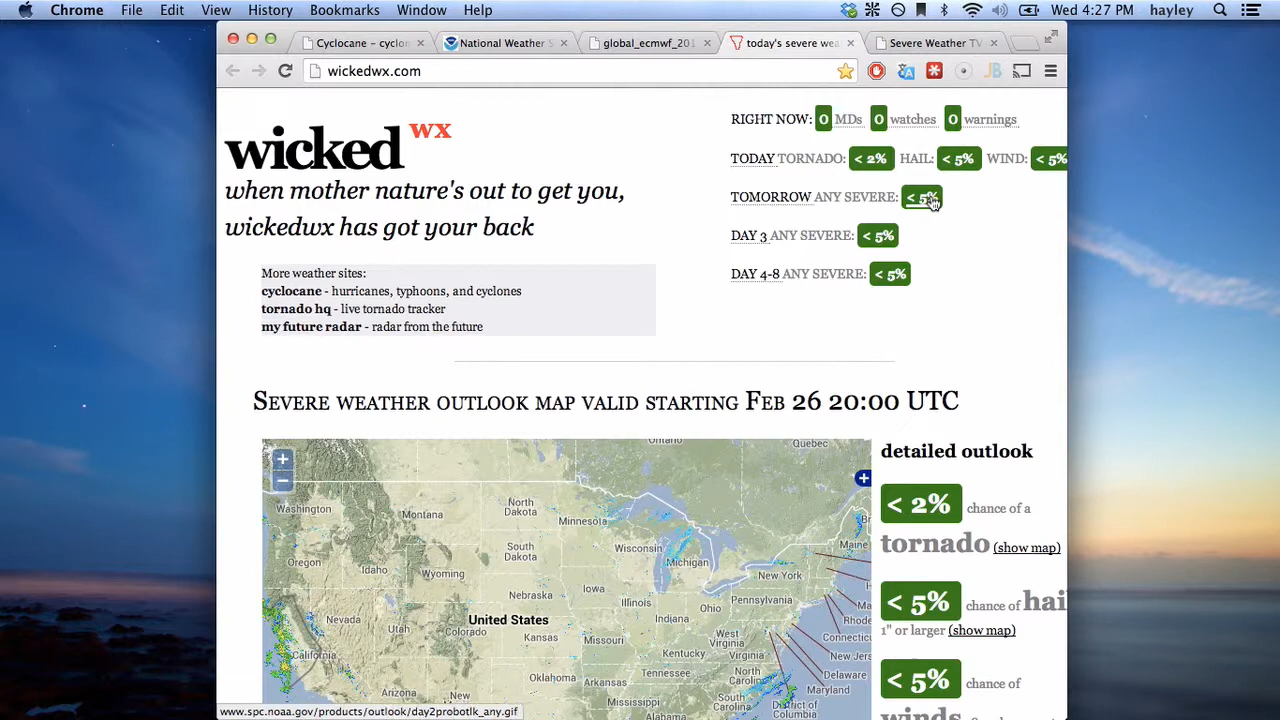 Chrome File Edit View History Bookmarks Window Help Wed 4:27 PM hayley
Cyclocane – cyclon
National Weather S
global_ecmwf_201
today's severe wea
Severe Weather TV
wickedwx.com
wicked wx
when mother nature's out to get you,
wickedwx has got your back
More weather sites:
cyclocane - hurricanes, typhoons, and cyclones
tornado hq - live tornado tracker
my future radar - radar from the future
RIGHT NOW: 0 MDs 0 watches 0 warnings
TODAY TORNADO: < 2% HAIL: < 5% WIND: < 5%
TOMORROW ANY SEVERE: < 5%
DAY 3 ANY SEVERE: < 5%
DAY 4-8 ANY SEVERE: < 5%
Severe weather outlook map valid starting Feb 26 20:00 UTC
+
−
Ontario
Quebec
Washington
Montana
North Dakota
Minnesota
Maine
Oregon
Idaho
Wyoming
South Dakota
Wisconsin
Michigan
New York
Nebraska
Iowa
Illinois
Ohio
Pennsylvania
Rhode
Connecticut
New Jers
Delaware
Maryland
District of Columbia
Nevada
Utah
Colorado
United States
Kansas
Missouri
Indiana
West Virginia
Kentucky
Virginia
California
Arizona
New
Oklahoma
Arkansas
Tennessee
North Carolina
South
detailed outlook
< 2% chance of a
tornado (show map)
< 5% chance of hail
1" or larger (show map)
< 5% chance of
winds
www.spc.noaa.gov/products/outlook/day2probotlk_any.gif